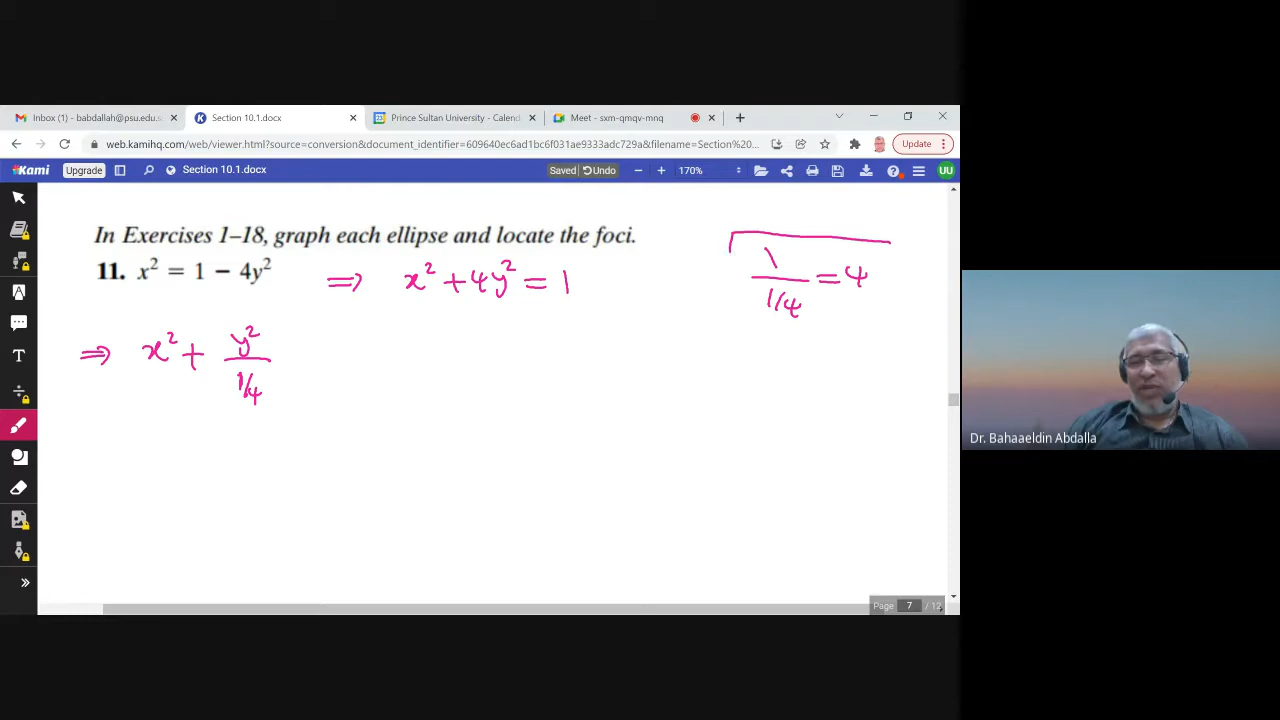 Inbox (1) - babdallah@psu.edu.s
Section 10.1.docx
Prince Sultan University - Calend
Meet - sxm-qmqv-mnq
web.kamihq.com/web/viewer.html?source=conversion&document_identifier=609640ec6ad1bc6f031ae9333adc729a&filename=Section%20...
Update
Kami
Upgrade
Section 10.1.docx
Saved
Undo
170%
UU
In Exercises 1–18, graph each ellipse and locate the foci.
11. x² = 1 − 4y² ⇒ x² + 4y² = 1
1/(1/4) = 4
⇒ x² + y²/(1/4)
Dr. Bahaaeldin Abdalla
Page 7 / 12